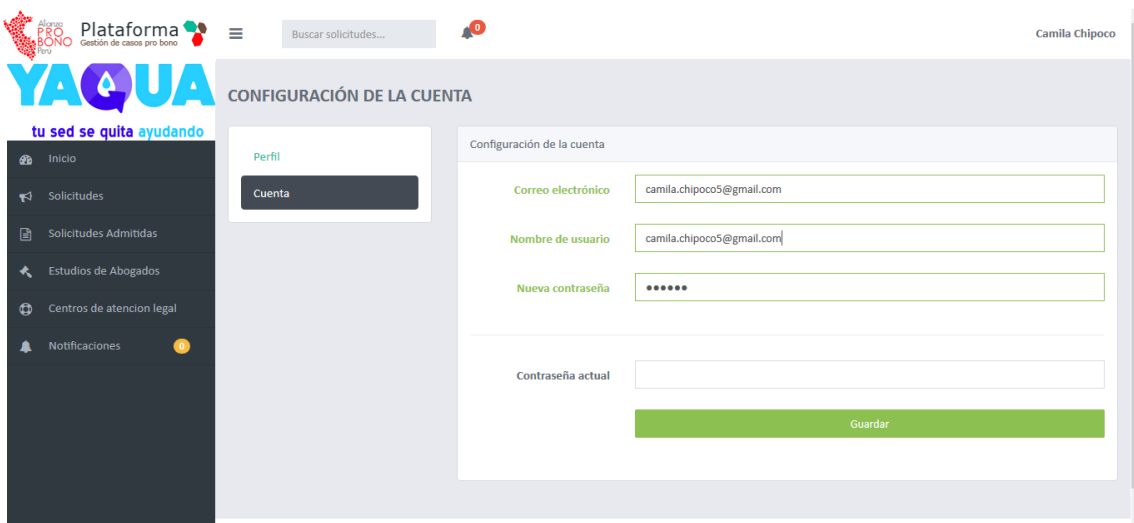 Alianza
PRO
BONO
Perú
Plataforma
Gestión de casos pro bono
Buscar solicitudes...
0
Camila Chipoco
YAQUA
tu sed se quita ayudando
CONFIGURACIÓN DE LA CUENTA
Inicio
Solicitudes
Solicitudes Admitidas
Estudios de Abogados
Centros de atencion legal
Notificaciones 0
Perfil
Cuenta
Configuración de la cuenta
Correo electrónico camila.chipoco5@gmail.com
Nombre de usuario camila.chipoco5@gmail.com
Nueva contraseña ••••••
Contraseña actual
Guardar